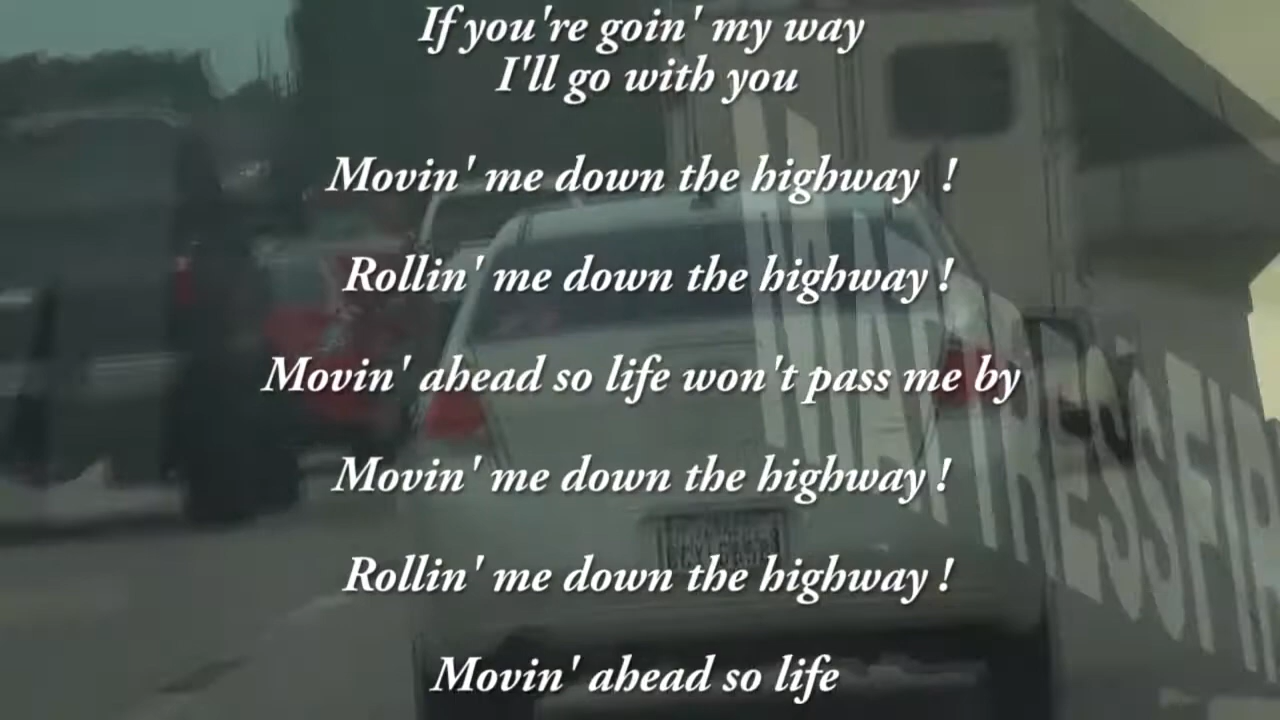 If you're goin' my way
I'll go with you
Movin' me down the highway !
Rollin' me down the highway !
Movin' ahead so life won't pass me by
Movin' me down the highway !
Rollin' me down the highway !
Movin' ahead so life
MATTRESSFIR